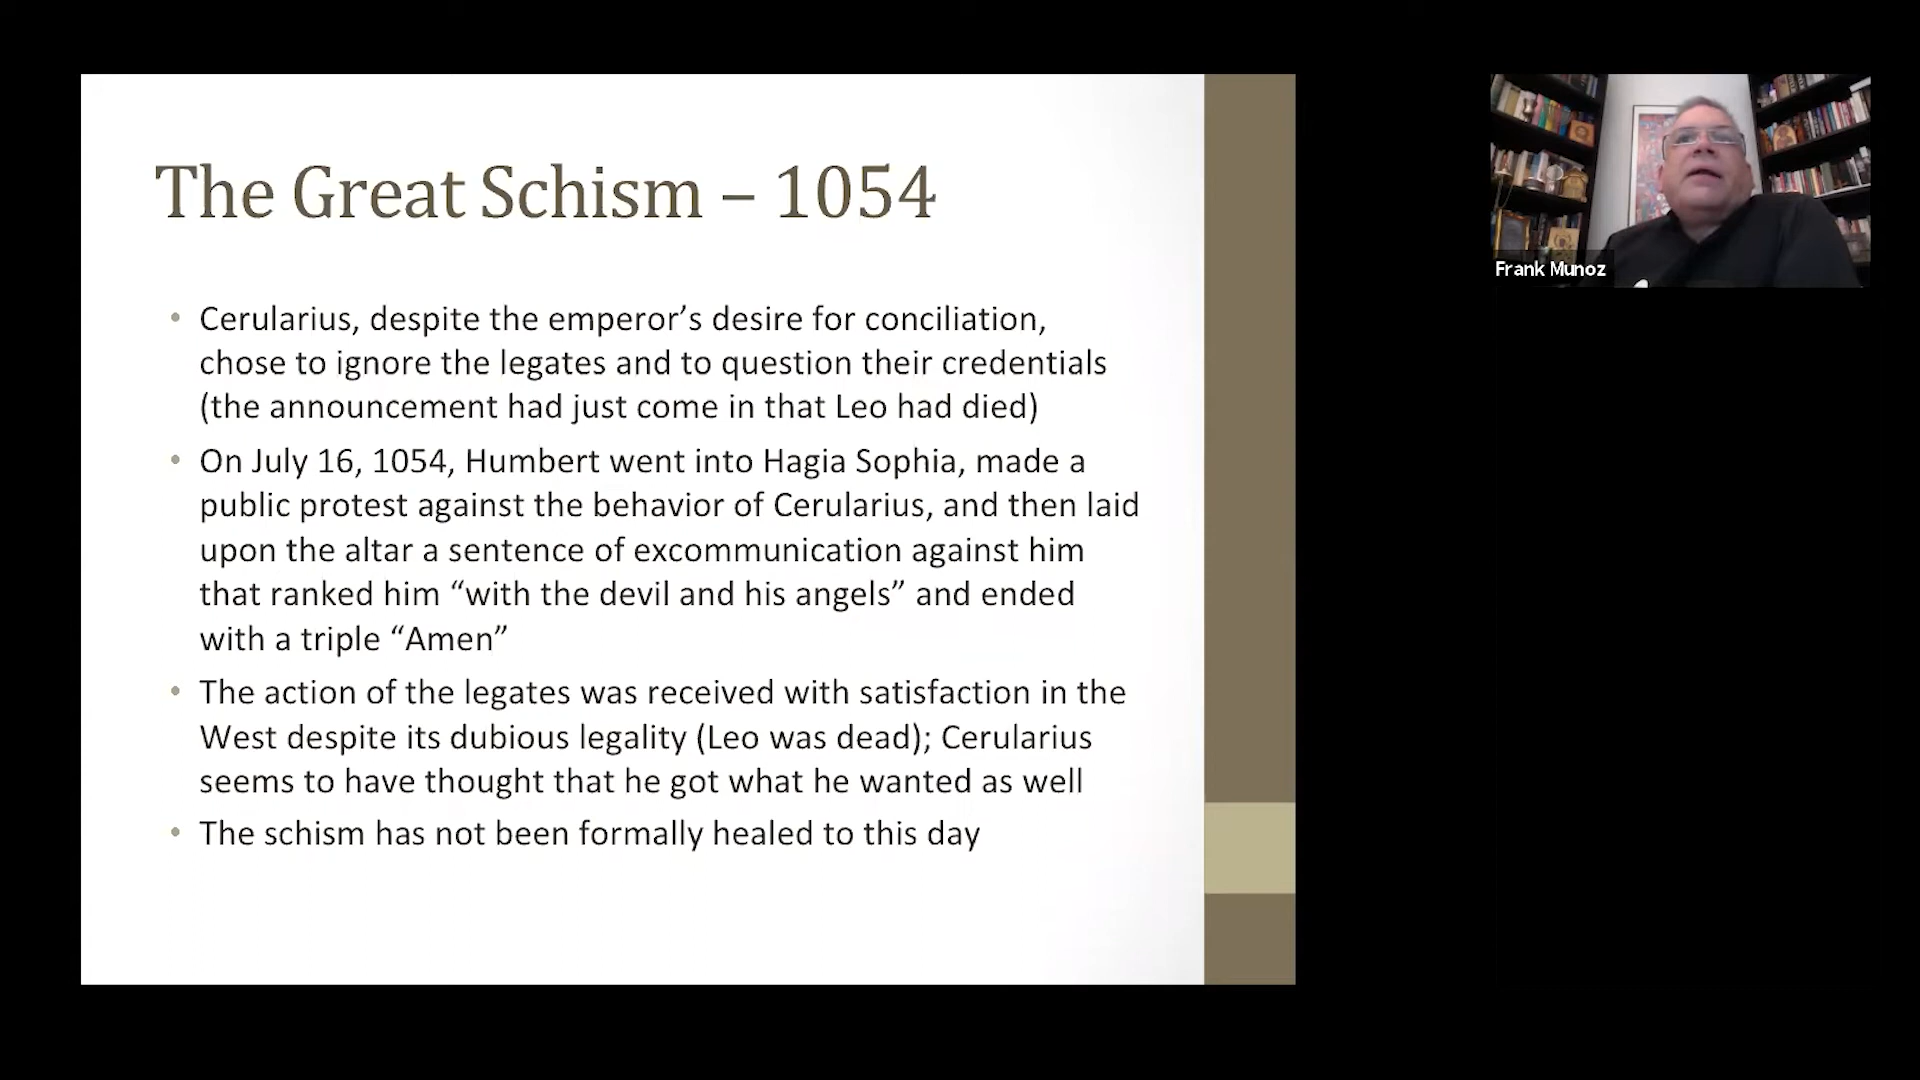 The Great Schism – 1054
• Cerularius, despite the emperor’s desire for conciliation,
chose to ignore the legates and to question their credentials
(the announcement had just come in that Leo had died)
• On July 16, 1054, Humbert went into Hagia Sophia, made a
public protest against the behavior of Cerularius, and then laid
upon the altar a sentence of excommunication against him
that ranked him “with the devil and his angels” and ended
with a triple “Amen”
• The action of the legates was received with satisfaction in the
West despite its dubious legality (Leo was dead); Cerularius
seems to have thought that he got what he wanted as well
• The schism has not been formally healed to this day
Frank Munoz